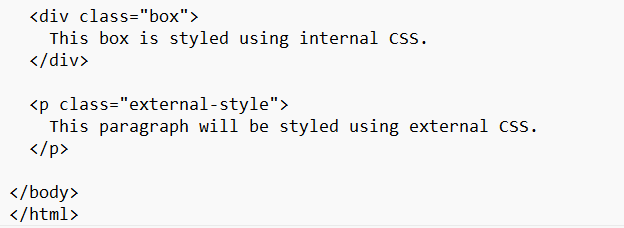 <div class="box">
This box is styled using internal CSS.
</div>
<p class="external-style">
This paragraph will be styled using external CSS.
</p>
</body>
</html>